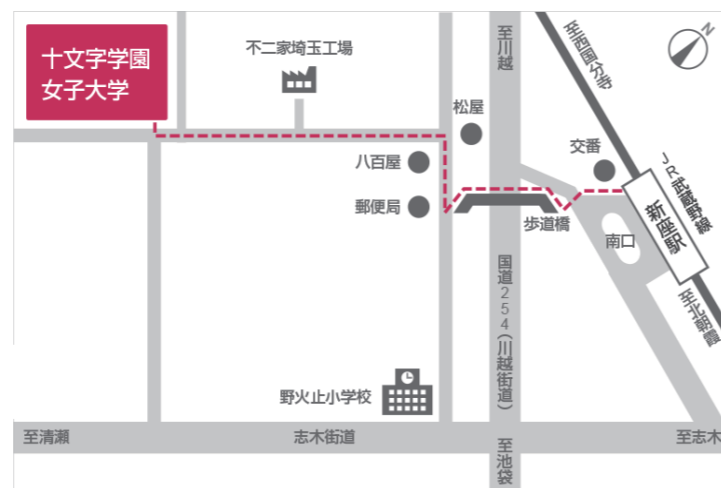 十文字学園
女子大学
不二家埼玉工場
至川越
至西国分寺
N
松屋
交番
JR武蔵野線
八百屋
郵便局
歩道橋
南口
新座駅
国道254(川越街道)
至北朝霞
野火止小学校
至清瀬
志木街道
至池袋
至志木